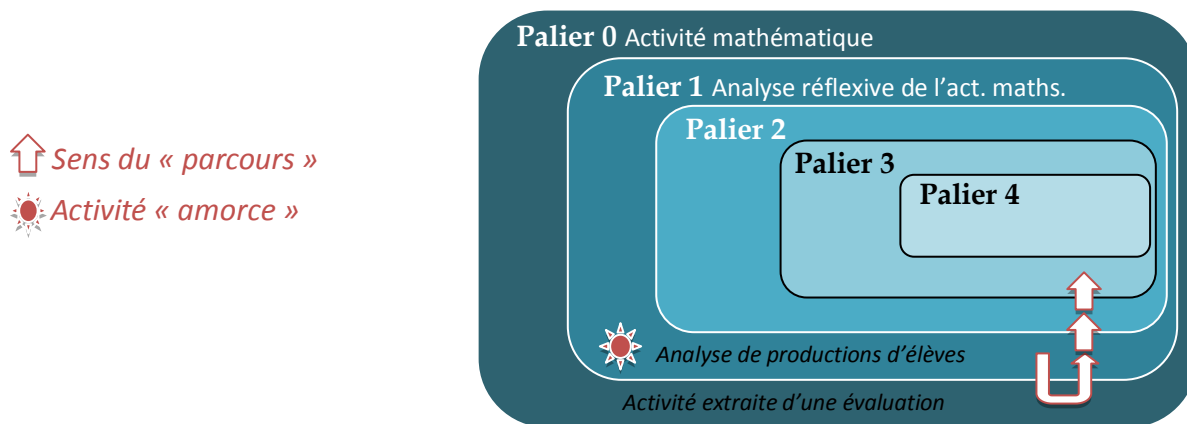 Palier 0 Activité mathématique
Palier 1 Analyse réflexive de l'act. maths.
Palier 2
Palier 3
Palier 4
Sens du « parcours »
Activité « amorce »
Analyse de productions d'élèves
Activité extraite d'une évaluation